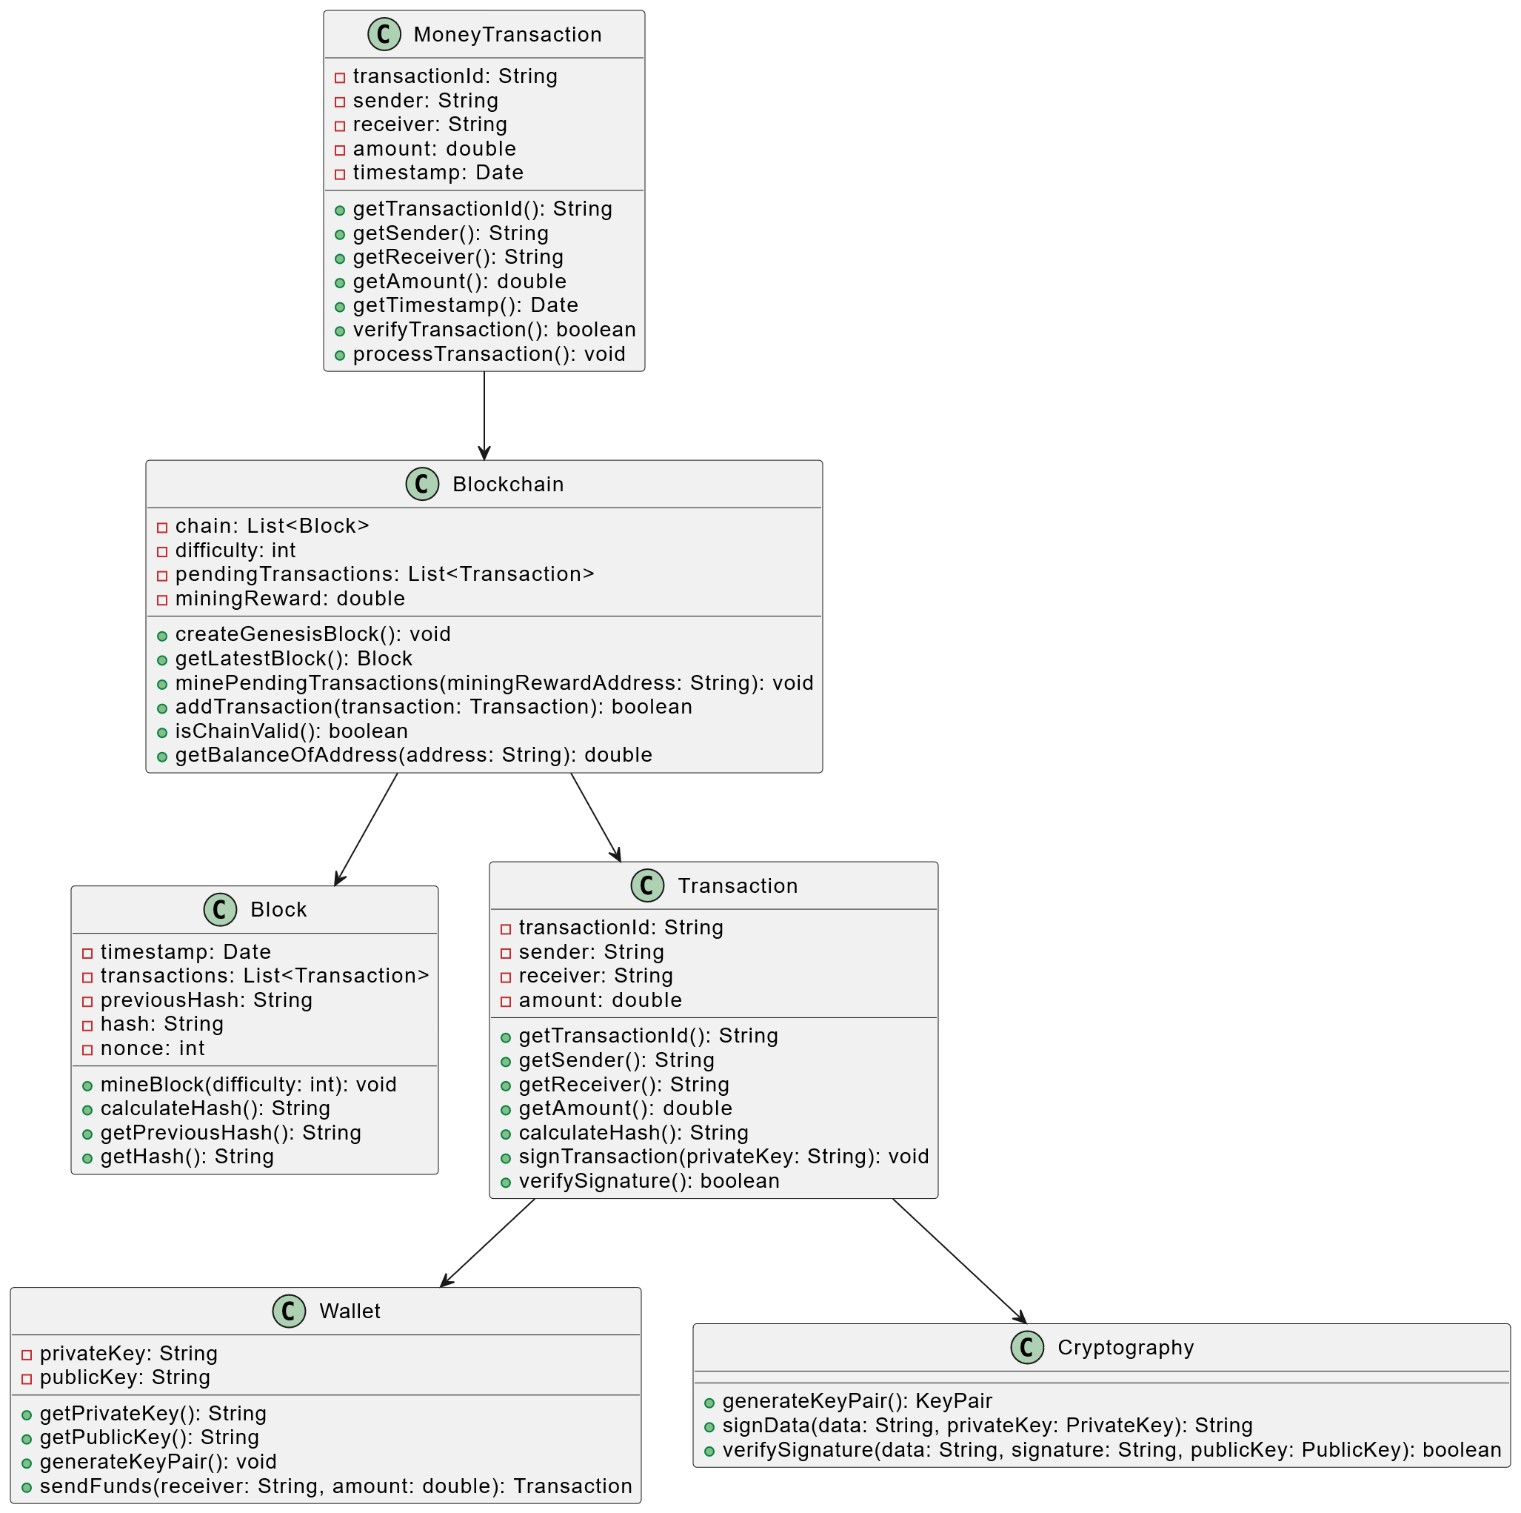 C MoneyTransaction
transactionId: String
sender: String
receiver: String
amount: double
timestamp: Date
getTransactionId(): String
getSender(): String
getReceiver(): String
getAmount(): double
getTimestamp(): Date
verifyTransaction(): boolean
processTransaction(): void
C Blockchain
chain: List<Block>
difficulty: int
pendingTransactions: List<Transaction>
miningReward: double
createGenesisBlock(): void
getLatestBlock(): Block
minePendingTransactions(miningRewardAddress: String): void
addTransaction(transaction: Transaction): boolean
isChainValid(): boolean
getBalanceOfAddress(address: String): double
C Block
timestamp: Date
transactions: List<Transaction>
previousHash: String
hash: String
nonce: int
mineBlock(difficulty: int): void
calculateHash(): String
getPreviousHash(): String
getHash(): String
C Transaction
transactionId: String
sender: String
receiver: String
amount: double
getTransactionId(): String
getSender(): String
getReceiver(): String
getAmount(): double
calculateHash(): String
signTransaction(privateKey: String): void
verifySignature(): boolean
C Wallet
privateKey: String
publicKey: String
getPrivateKey(): String
getPublicKey(): String
generateKeyPair(): void
sendFunds(receiver: String, amount: double): Transaction
C Cryptography
generateKeyPair(): KeyPair
signData(data: String, privateKey: PrivateKey): String
verifySignature(data: String, signature: String, publicKey: PublicKey): boolean